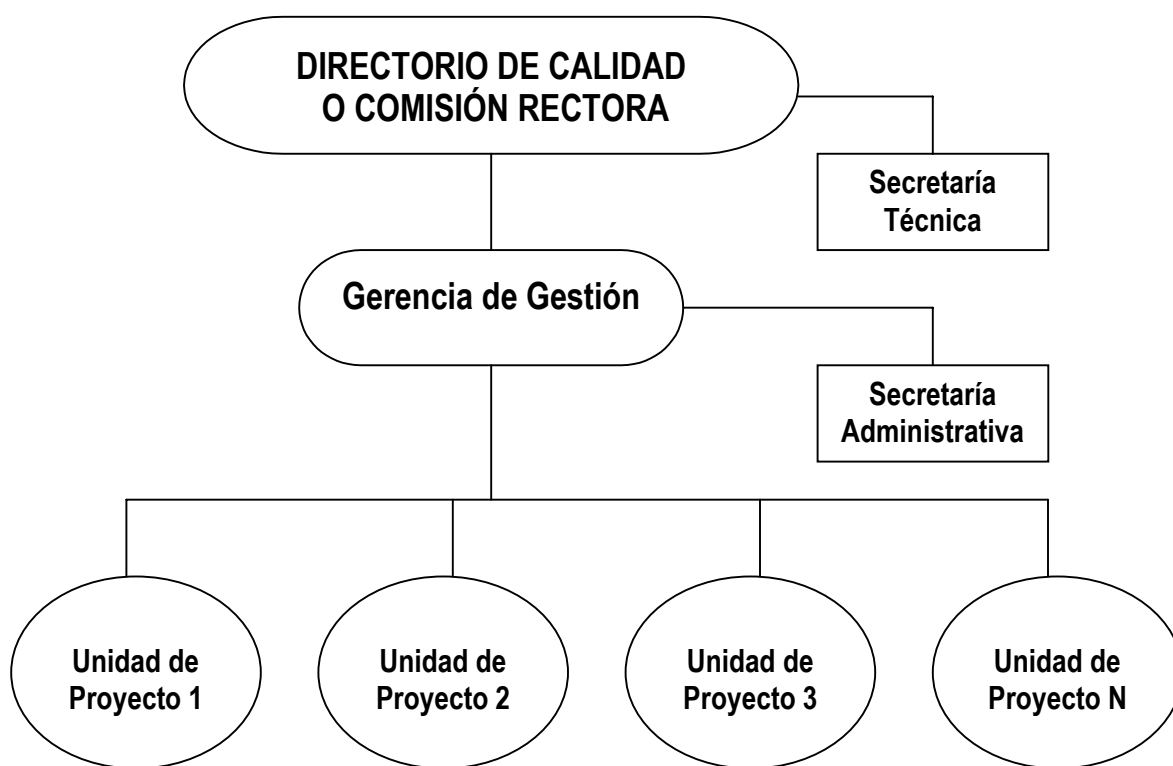 DIRECTORIO DE CALIDAD
O COMISIÓN RECTORA
Secretaría
Técnica
Gerencia de Gestión
Secretaría
Administrativa
Unidad de
Proyecto 1
Unidad de
Proyecto 2
Unidad de
Proyecto 3
Unidad de
Proyecto N